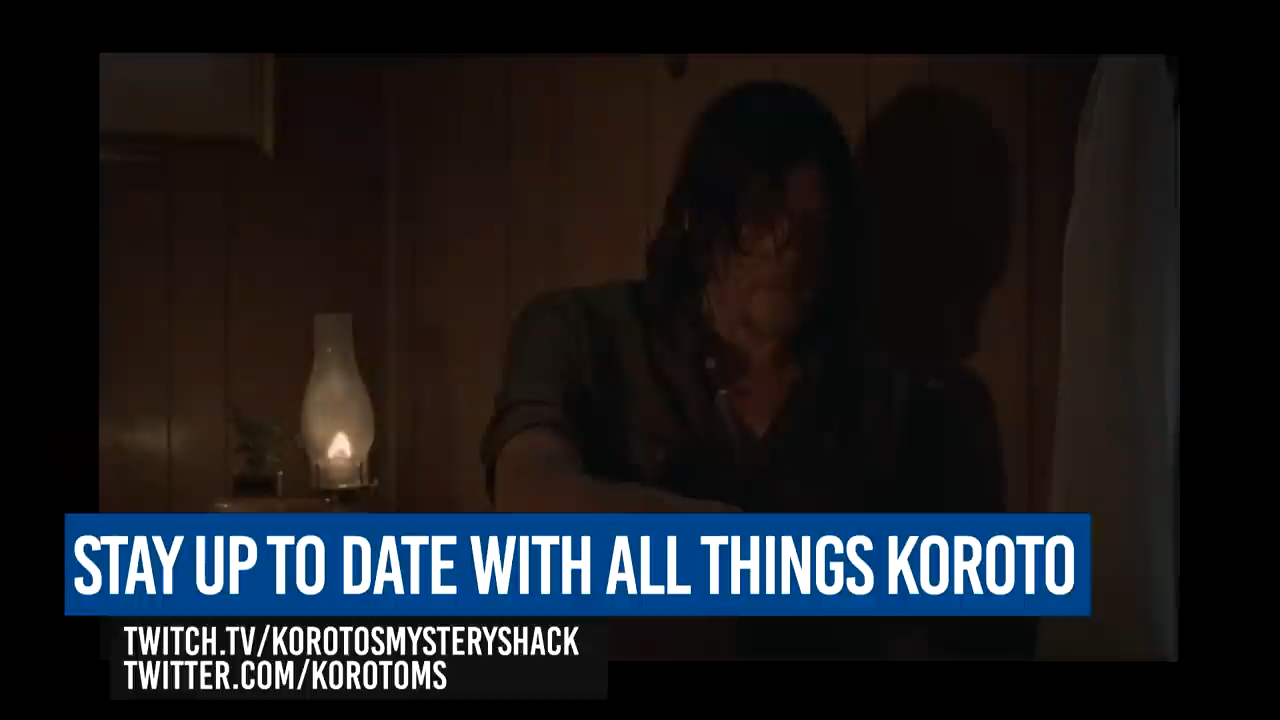 STAY UP TO DATE WITH ALL THINGS KOROTO
TWITCH.TV/KOROTOSMYSTERYSHACK
TWITTER.COM/KOROTOMS